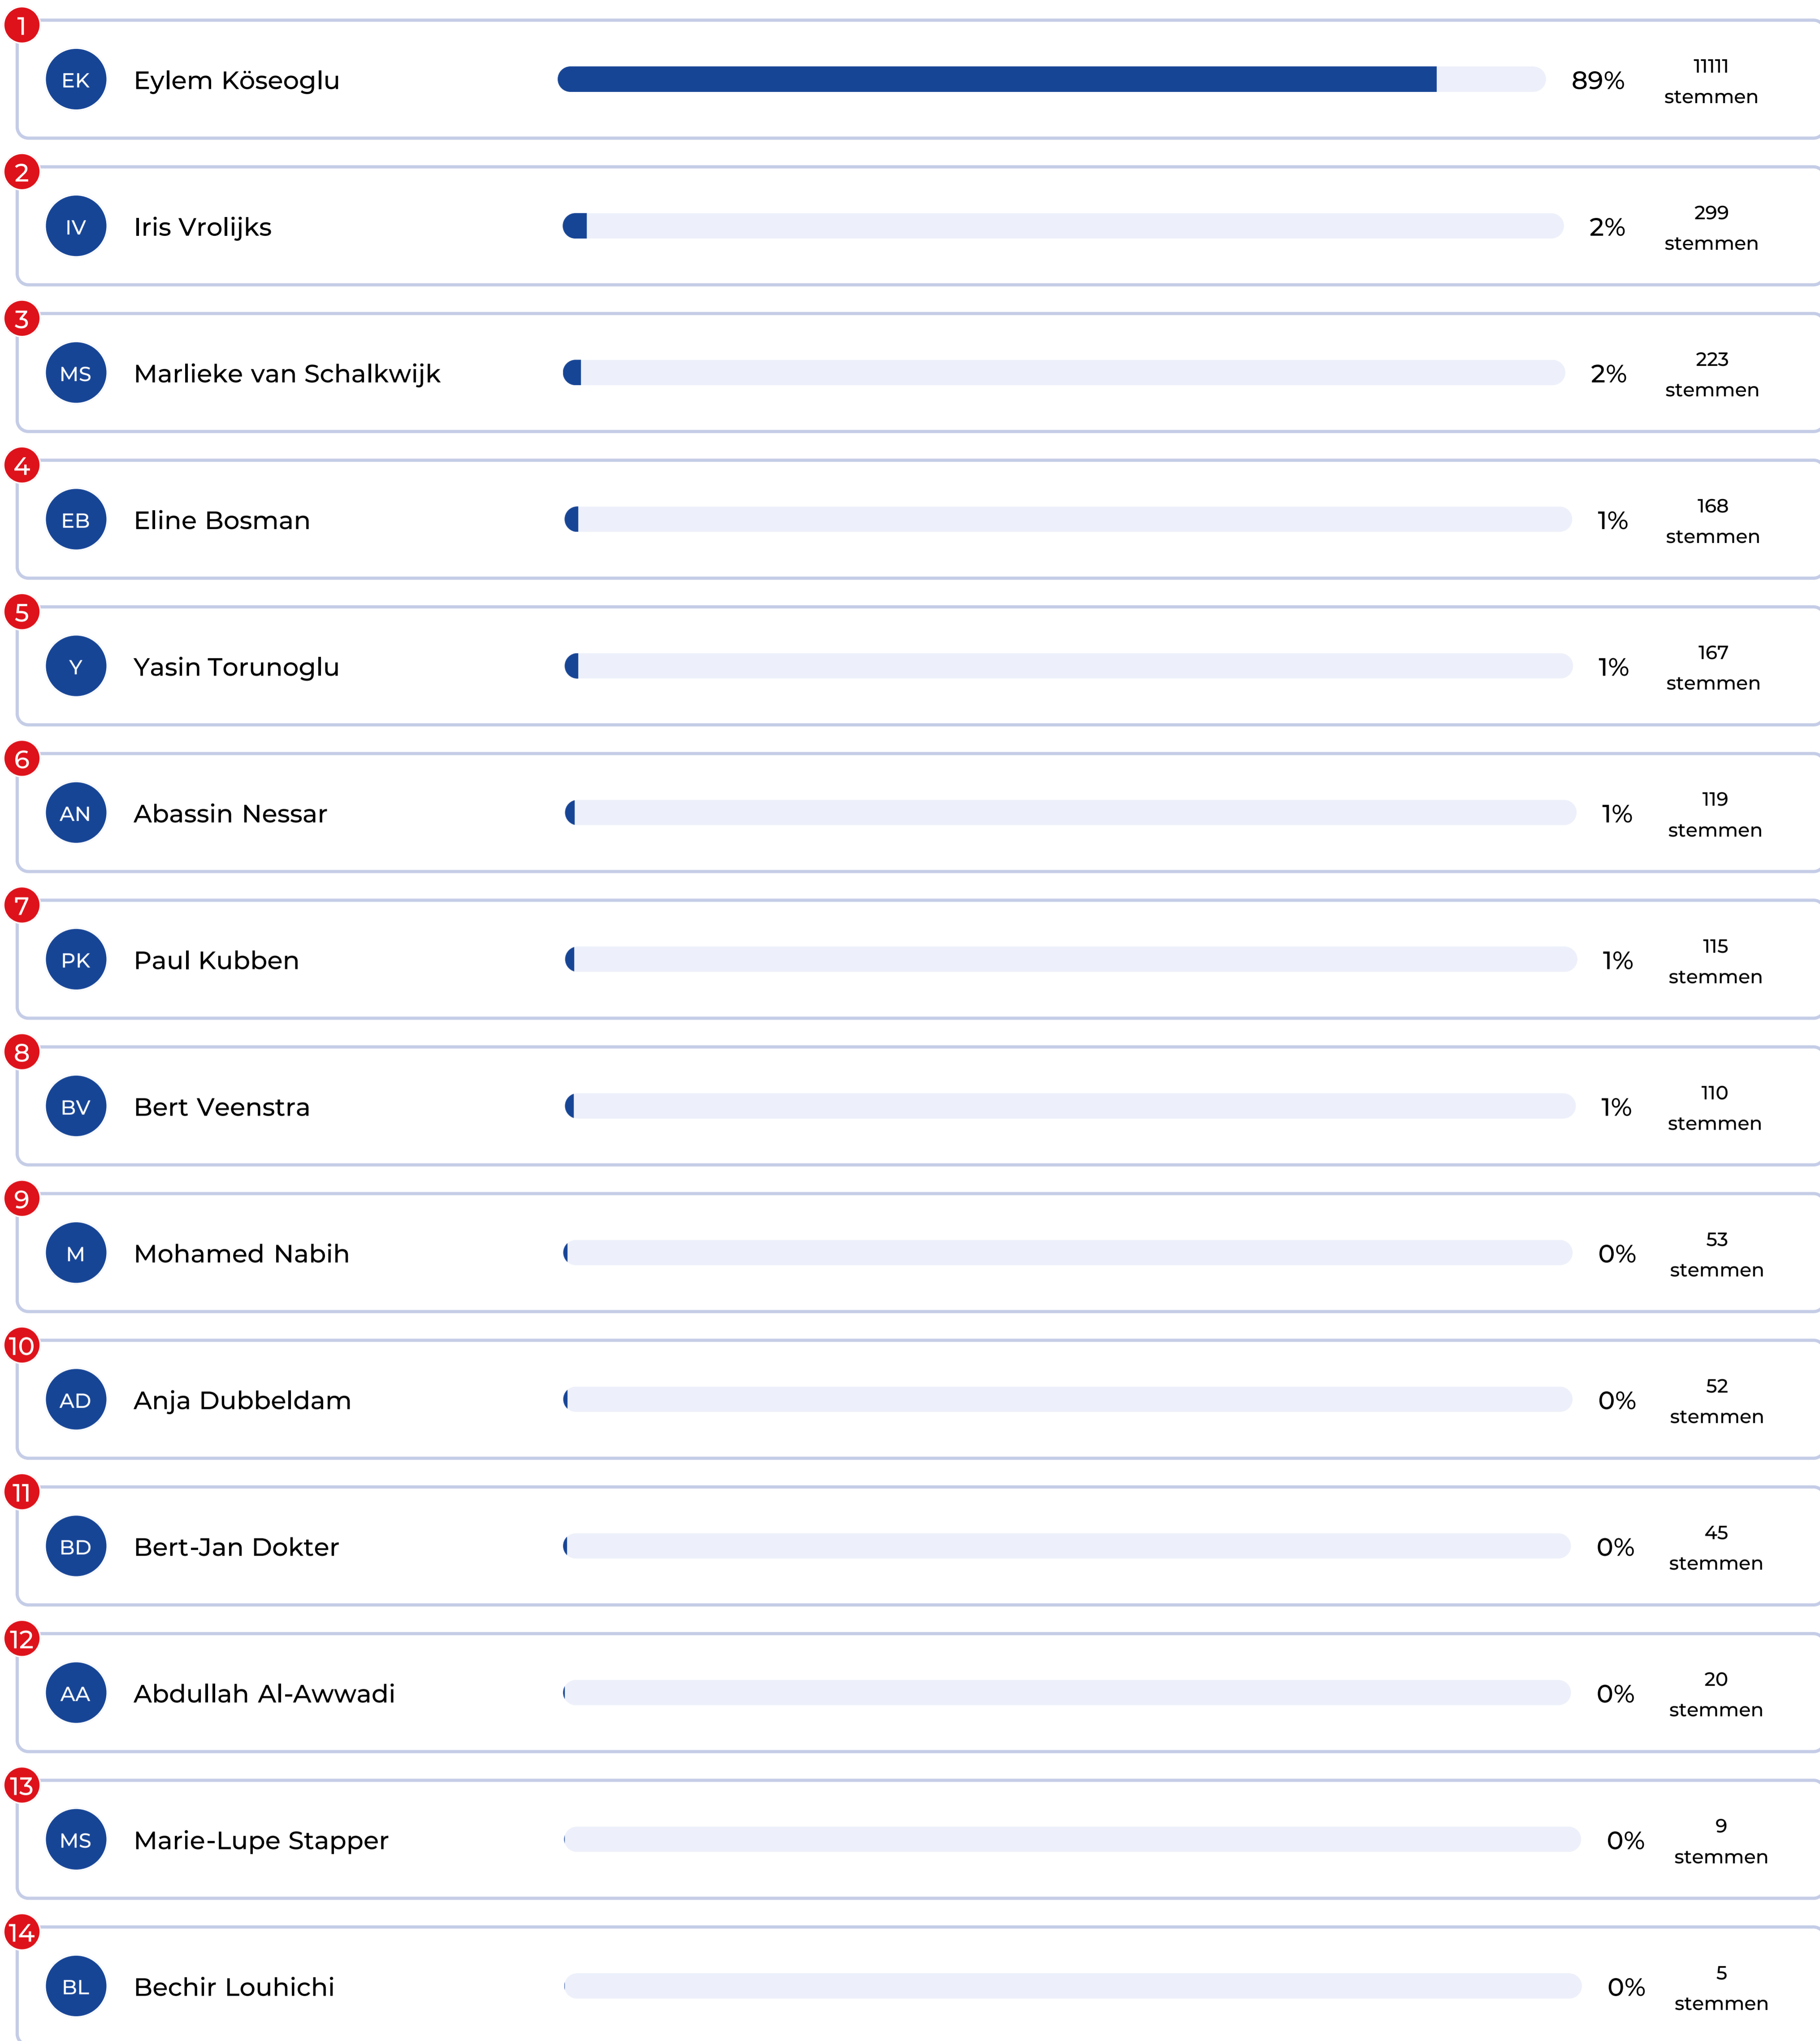 1
EK
Eylem Köseoglu
89%
11111
stemmen
2
IV
Iris Vrolijks
2%
299
stemmen
3
MS
Marlieke van Schalkwijk
2%
223
stemmen
4
EB
Eline Bosman
1%
168
stemmen
5
Y
Yasin Torunoglu
1%
167
stemmen
6
AN
Abassin Nessar
1%
119
stemmen
7
PK
Paul Kubben
1%
115
stemmen
8
BV
Bert Veenstra
1%
110
stemmen
9
M
Mohamed Nabih
0%
53
stemmen
10
AD
Anja Dubbeldam
0%
52
stemmen
11
BD
Bert-Jan Dokter
0%
45
stemmen
12
AA
Abdullah Al-Awwadi
0%
20
stemmen
13
MS
Marie-Lupe Stapper
0%
9
stemmen
14
BL
Bechir Louhichi
0%
5
stemmen